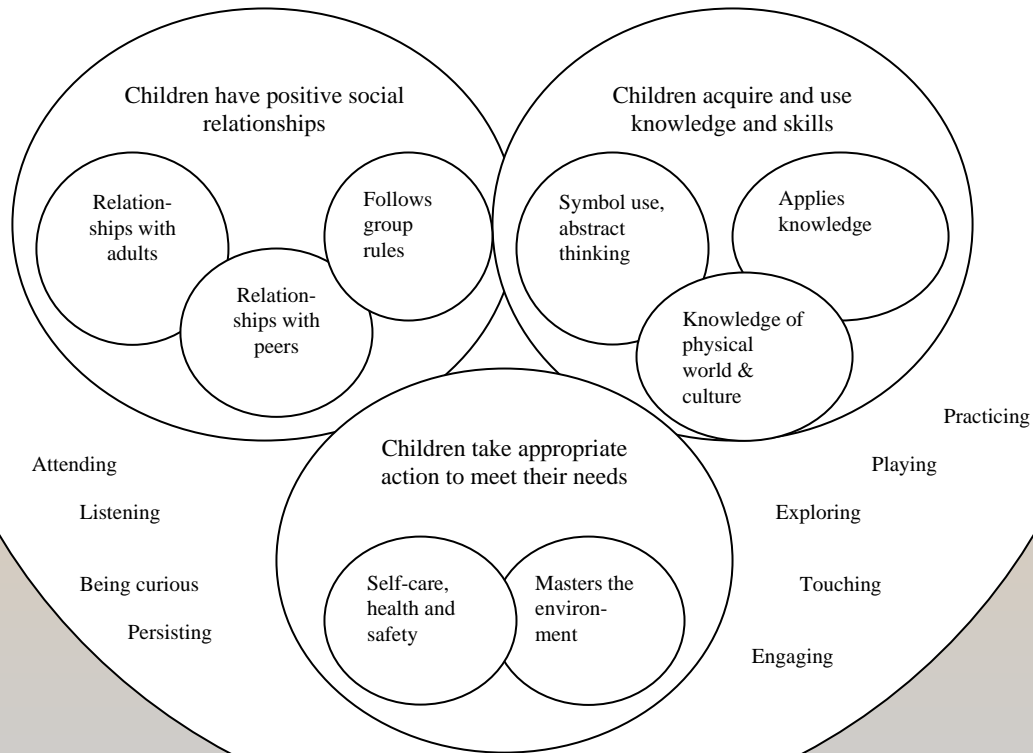 Children have positive social
relationships
Relation-
ships with
adults
Relation-
ships with
peers
Follows
group
rules
Children acquire and use
knowledge and skills
Symbol use,
abstract
thinking
Applies
knowledge
Knowledge of
physical
world &
culture
Children take appropriate
action to meet their needs
Self-care,
health and
safety
Masters the
environ-
ment
Attending
Listening
Being curious
Persisting
Practicing
Playing
Exploring
Touching
Engaging